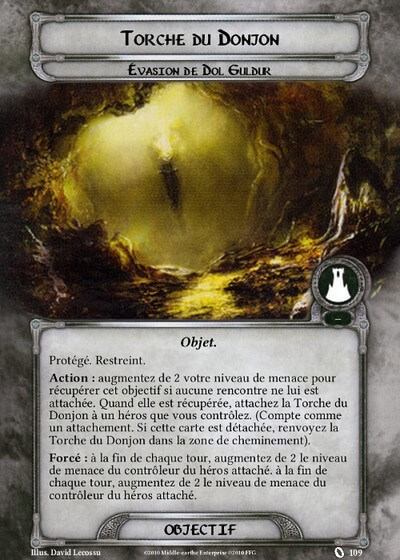 Torche du Donjon
Évasion de Dol Guldur
Objet.
Protégé. Restreint.
Action : augmentez de 2 votre niveau de menace pour
récupérer cet objectif si aucune rencontre ne lui est
attachée. Quand elle est récupérée, attachez la Torche du
Donjon à un héros que vous contrôlez. (Compte comme
un attachement. Si cette carte est détachée, renvoyez la
Torche du Donjon dans la zone de cheminement).
Forcé : à la fin de chaque tour, augmentez de 2 le niveau
de menace du contrôleur du héros attaché. à la fin de
chaque tour, augmentez de 2 le niveau de menace du
contrôleur du héros attaché.
OBJECTIF
Illus. David Lecossu
©2010 Middle-earthe Enterprise ©2010 FFG
109